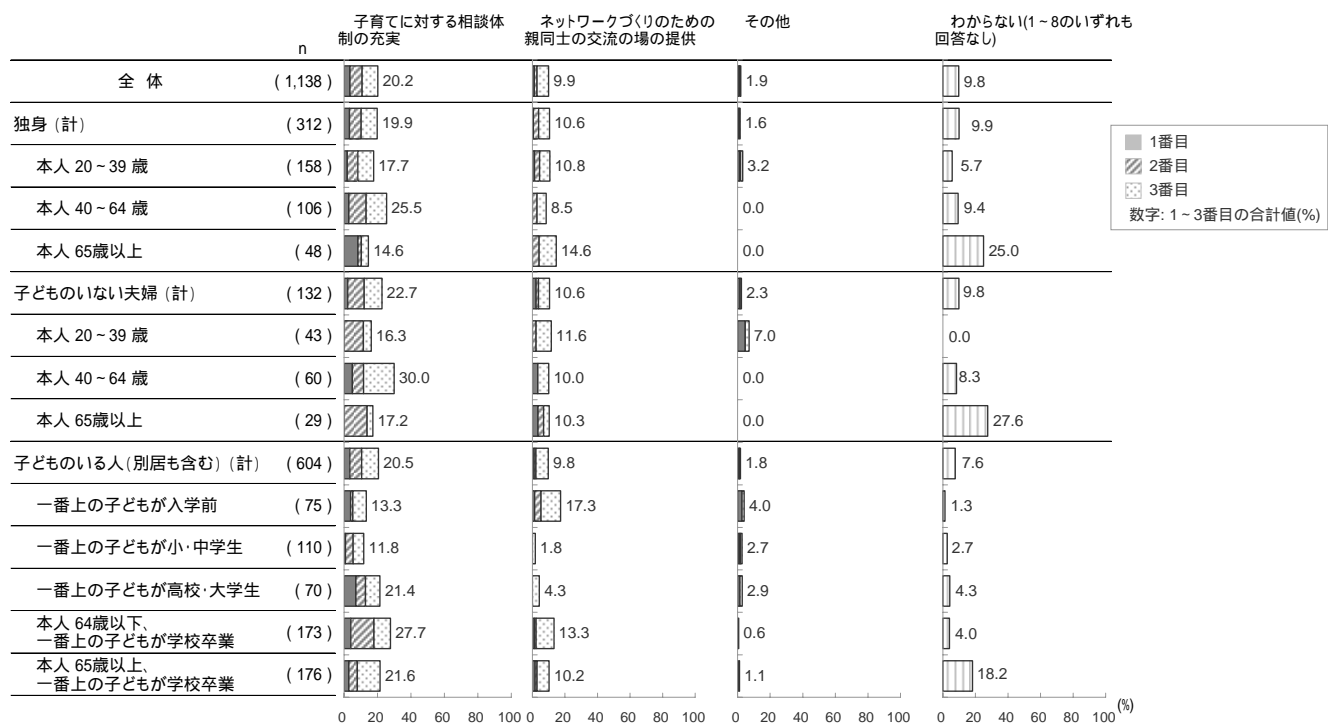 子育てに対する相談体
制の充実
ネットワークづくりのための
親同士の交流の場の提供
その他
わからない(1~8のいずれも
回答なし)
n
全 体 ( 1,138 ) 20.2 9.9 1.9 9.8
独身 (計) ( 312 ) 19.9 10.6 1.6 9.9
本人 20~39 歳 ( 158 ) 17.7 10.8 3.2 5.7
本人 40~64 歳 ( 106 ) 25.5 8.5 0.0 9.4
本人 65歳以上 ( 48 ) 14.6 14.6 0.0 25.0
子どものいない夫婦 (計) ( 132 ) 22.7 10.6 2.3 9.8
本人 20~39 歳 ( 43 ) 16.3 11.6 7.0 0.0
本人 40~64 歳 ( 60 ) 30.0 10.0 0.0 8.3
本人 65歳以上 ( 29 ) 17.2 10.3 0.0 27.6
子どものいる人(別居も含む) (計) ( 604 ) 20.5 9.8 1.8 7.6
一番上の子どもが入学前 ( 75 ) 13.3 17.3 4.0 1.3
一番上の子どもが小・中学生 ( 110 ) 11.8 1.8 2.7 2.7
一番上の子どもが高校・大学生 ( 70 ) 21.4 4.3 2.9 4.3
本人 64歳以下、
一番上の子どもが学校卒業 ( 173 ) 27.7 13.3 0.6 4.0
本人 65歳以上、
一番上の子どもが学校卒業 ( 176 ) 21.6 10.2 1.1 18.2
0 20 40 60 80 100 0 20 40 60 80 100 0 20 40 60 80 100 0 20 40 60 80 100 (%)
1番目
2番目
3番目
数字: 1~3番目の合計値(%)